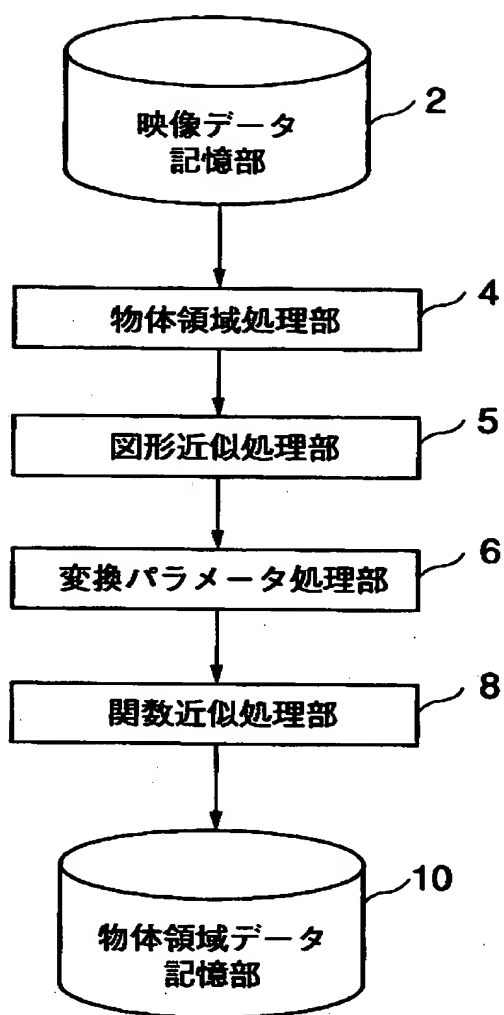 映像データ
記憶部
2
物体領域処理部
4
図形近似処理部
5
変換パラメータ処理部
6
関数近似処理部
8
物体領域データ
記憶部
10